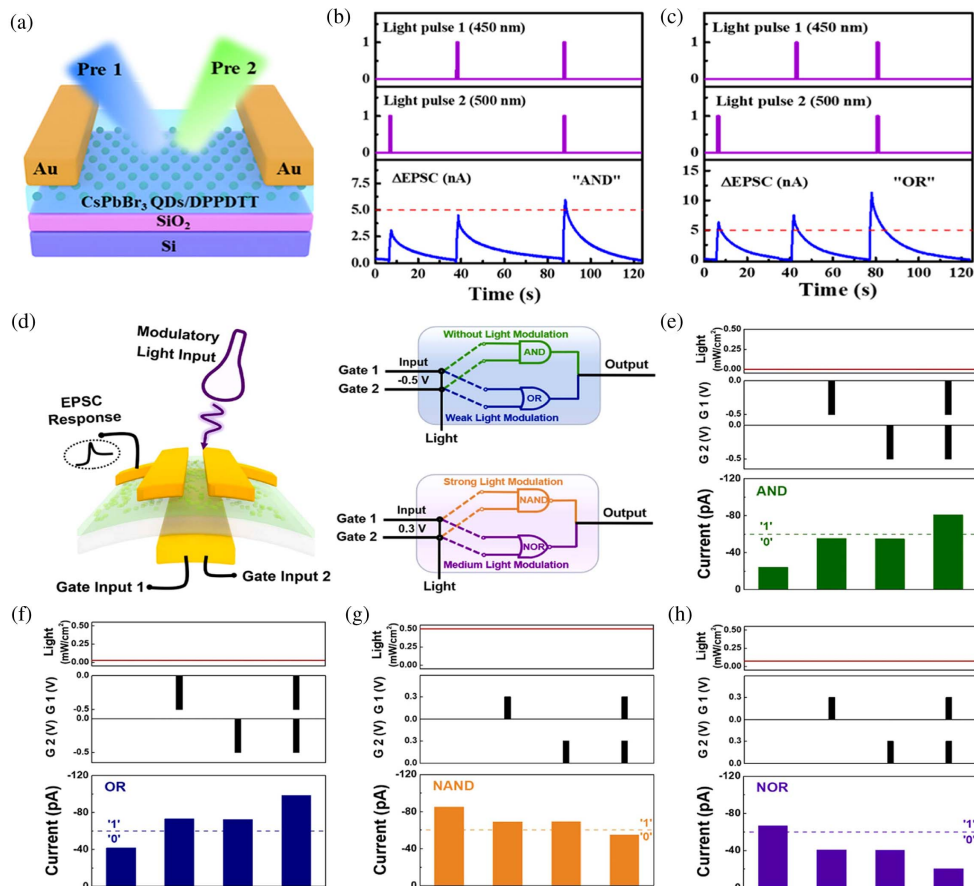 (a)
Pre 1
Pre 2
Au
Au
CsPbBr₃ QDs/DPPDTT
SiO₂
Si
(b)
Light pulse 1 (450 nm)
1
0
Light pulse 2 (500 nm)
1
0
ΔEPSC (nA)
"AND"
7.5
5.0
2.5
0.0
0 20 40 60 80 100 120
Time (s)
(c)
Light pulse 1 (450 nm)
1
0
Light pulse 2 (500 nm)
1
0
ΔEPSC (nA)
"OR"
15
10
5
0
0 20 40 60 80 100 120
Time (s)
(d)
Modulatory
Light Input
EPSC
Response
Gate Input 1
Gate Input 2
Without Light Modulation
Gate 1
Input
AND
Output
Gate 2
-0.5 V
OR
Weak Light Modulation
Light
Strong Light Modulation
Gate 1
Input
NAND
Output
Gate 2
0.3 V
NOR
Medium Light Modulation
Light
(e)
Light
(mW/cm²)
0.50
0.25
0.00
G 1 (V)
0.0
-0.5
G 2 (V)
0.0
-0.5
Current (pA)
-120
-80
-40
0
AND
'1'
'0'
(f)
Light
(mW/cm²)
0.50
0.25
0.00
G 1 (V)
0.0
-0.5
G 2 (V)
0.0
-0.5
Current (pA)
-120
-80
-40
0
OR
'1'
'0'
(g)
Light
(mW/cm²)
0.50
0.25
0.00
G 1 (V)
0.3
0.0
G 2 (V)
0.3
0.0
Current (pA)
-120
-80
-40
0
NAND
'1'
'0'
(h)
Light
(mW/cm²)
0.50
0.25
0.00
G 1 (V)
0.3
0.0
G 2 (V)
0.3
0.0
Current (pA)
-120
-80
-40
0
NOR
'1'
'0'